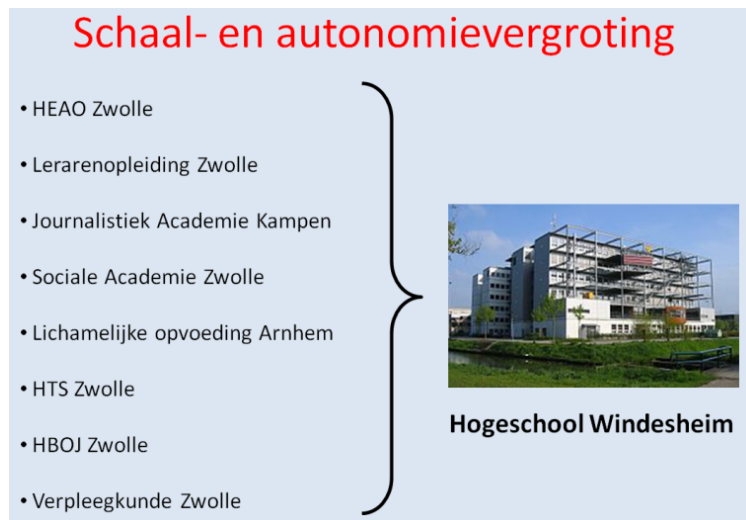 Schaal- en autonomievergroting
• HEAO Zwolle
• Lerarenopleiding Zwolle
• Journalistiek Academie Kampen
• Sociale Academie Zwolle
• Lichamelijke opvoeding Arnhem
• HTS Zwolle
• HBOJ Zwolle
• Verpleegkunde Zwolle
Hogeschool Windesheim